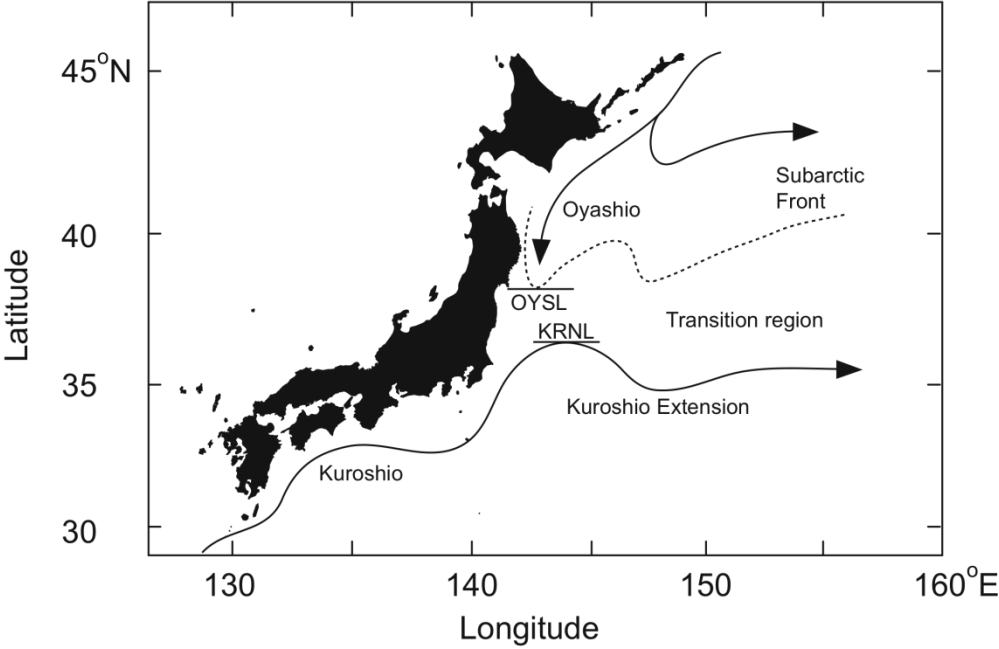 45°N
40
35
30
Latitude
130
140
150
160°E
Longitude
Subarctic
Front
Oyashio
OYSL
KRNL
Transition region
Kuroshio Extension
Kuroshio